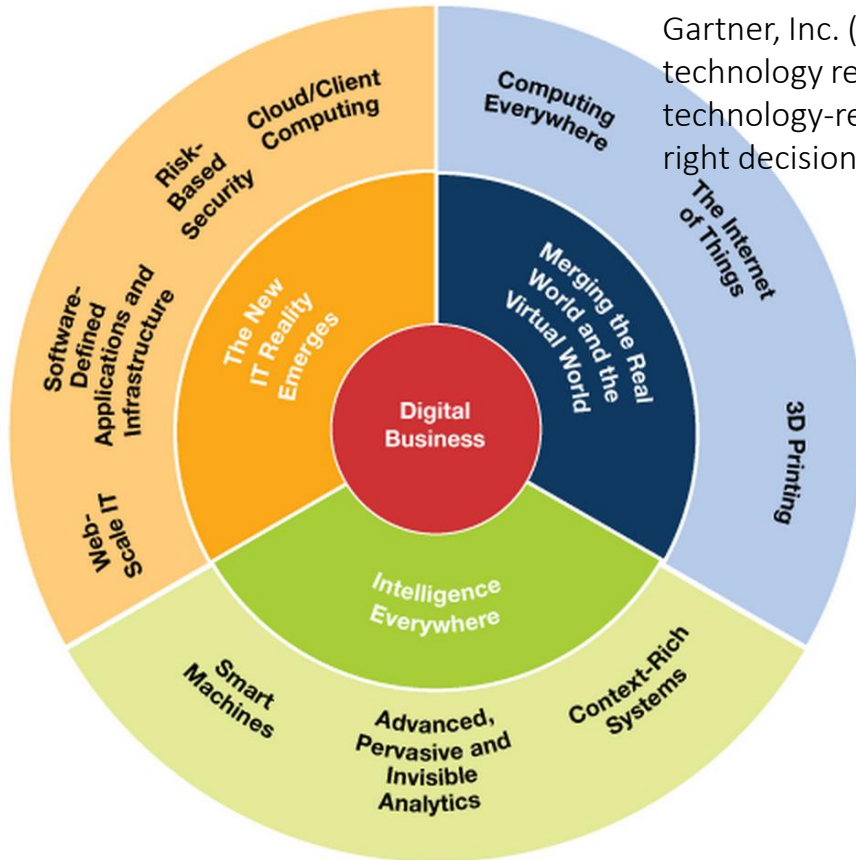 Gartner, Inc. (
technology re
technology-re
right decision
Cloud/Client
Computing
Risk-
Based
Security
Software-
Defined
Applications and
Infrastructure
Web-
Scale IT
The New
IT Reality
Emerges
Computing
Everywhere
The Internet
of Things
3D Printing
Merging the Real
World and the
Virtual World
Digital
Business
Intelligence
Everywhere
Smart
Machines
Advanced,
Pervasive and
Invisible
Analytics
Context-Rich
Systems